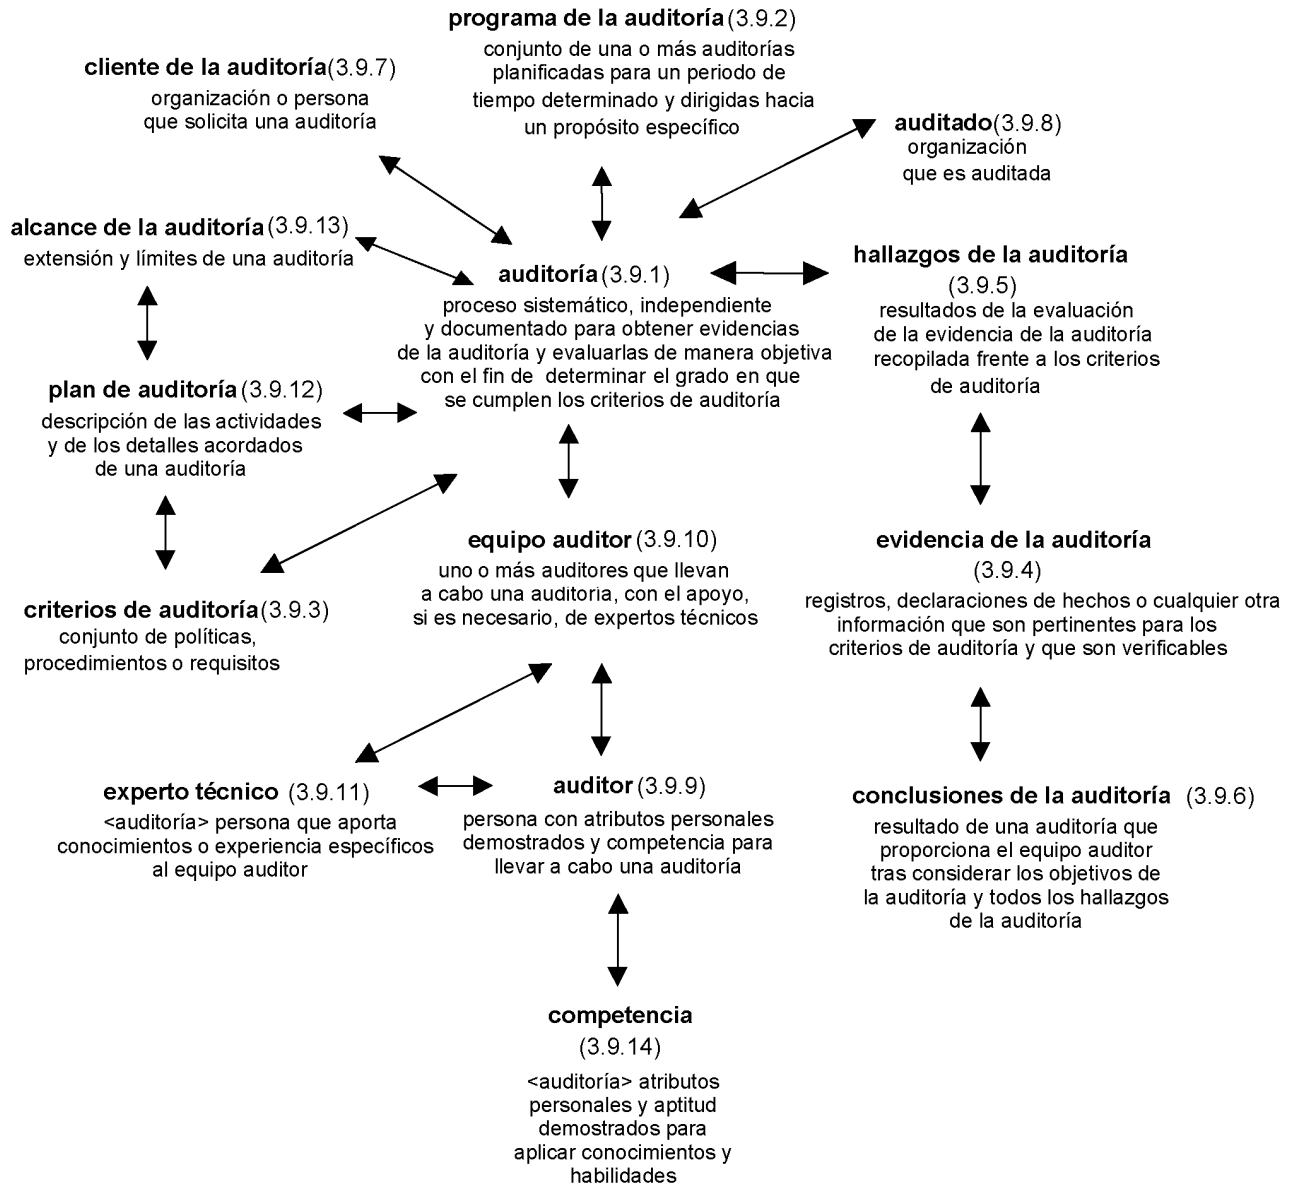 programa de la auditoría (3.9.2)
conjunto de una o más auditorías
planificadas para un periodo de
tiempo determinado y dirigidas hacia
un propósito específico
cliente de la auditoría(3.9.7)
organización o persona
que solicita una auditoría
auditado(3.9.8)
organización
que es auditada
alcance de la auditoría(3.9.13)
extensión y límites de una auditoría
auditoría(3.9.1)
proceso sistemático, independiente
y documentado para obtener evidencias
de la auditoría y evaluarlas de manera objetiva
con el fin de determinar el grado en que
se cumplen los criterios de auditoría
hallazgos de la auditoría
(3.9.5)
resultados de la evaluación
de la evidencia de la auditoría
recopilada frente a los criterios
de auditoría
plan de auditoría(3.9.12)
descripción de las actividades
y de los detalles acordados
de una auditoría
equipo auditor(3.9.10)
uno o más auditores que llevan
a cabo una auditoria, con el apoyo,
si es necesario, de expertos técnicos
evidencia de la auditoría
(3.9.4)
registros, declaraciones de hechos o cualquier otra
información que son pertinentes para los
criterios de auditoría y que son verificables
criterios de auditoría(3.9.3)
conjunto de políticas,
procedimientos o requisitos
experto técnico (3.9.11)
<auditoría> persona que aporta
conocimientos o experiencia específicos
al equipo auditor
auditor(3.9.9)
persona con atributos personales
demostrados y competencia para
llevar a cabo una auditoría
conclusiones de la auditoría (3.9.6)
resultado de una auditoría que
proporciona el equipo auditor
tras considerar los objetivos de
la auditoría y todos los hallazgos
de la auditoría
competencia
(3.9.14)
<auditoría> atributos
personales y aptitud
demostrados para
aplicar conocimientos y
habilidades